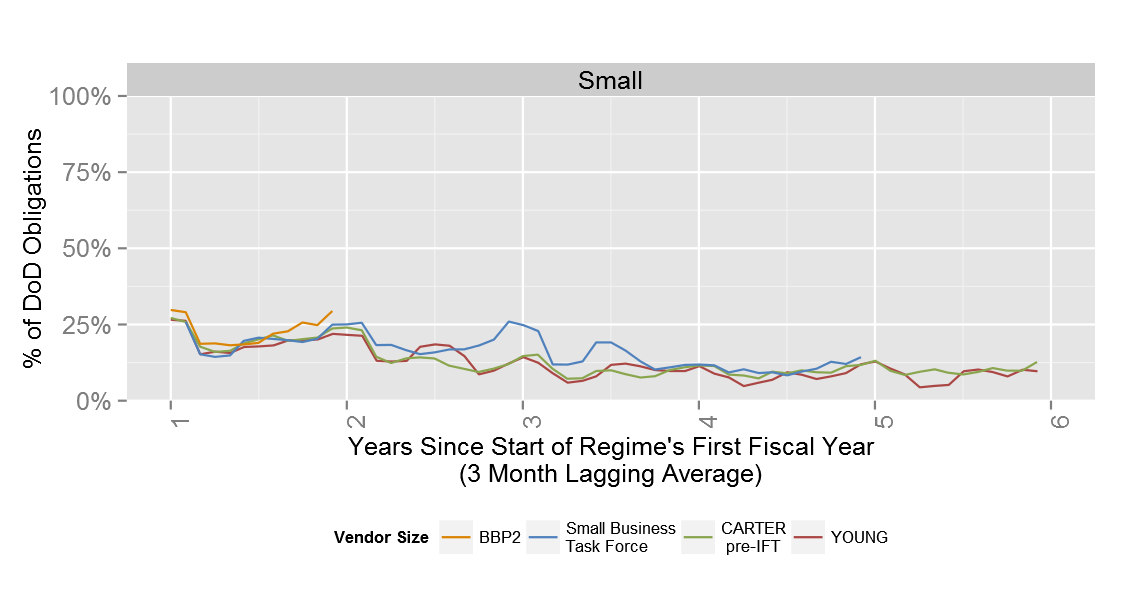 Small
100%
75%
50%
25%
0%
% of DoD Obligations
1
2
3
4
5
6
Years Since Start of Regime's First Fiscal Year
(3 Month Lagging Average)
Vendor Size
BBP2
Small Business
Task Force
CARTER
pre-IFT
YOUNG